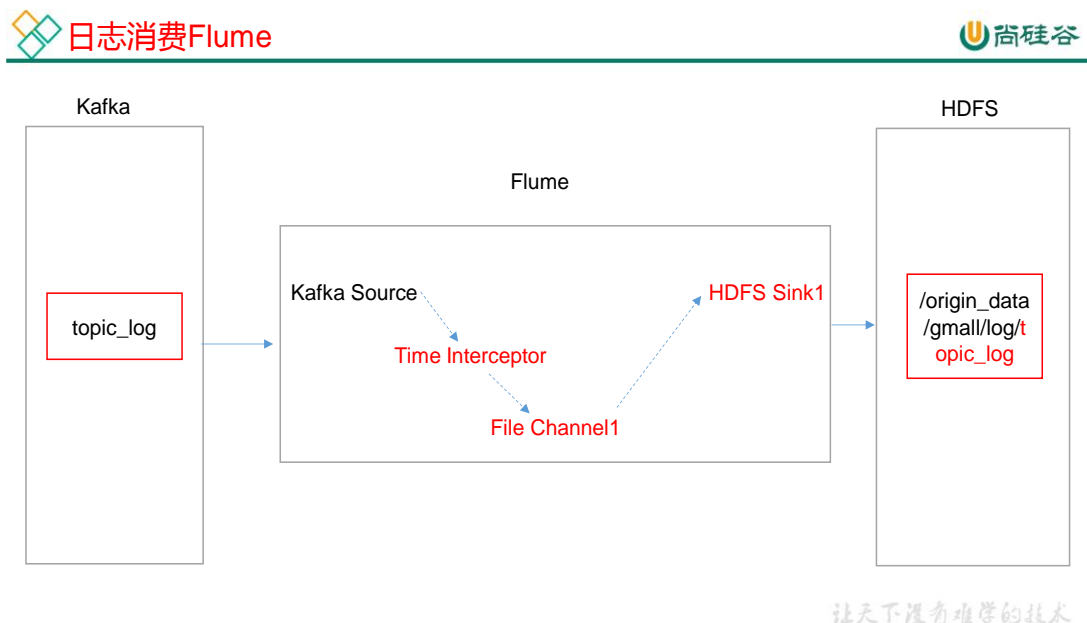 日志消费Flume
尚硅谷
Kafka
HDFS
Flume
Kafka Source
HDFS Sink1
/origin_data
/gmall/log/t
opic_log
topic_log
Time Interceptor
File Channel1
让天下没有难学的技术